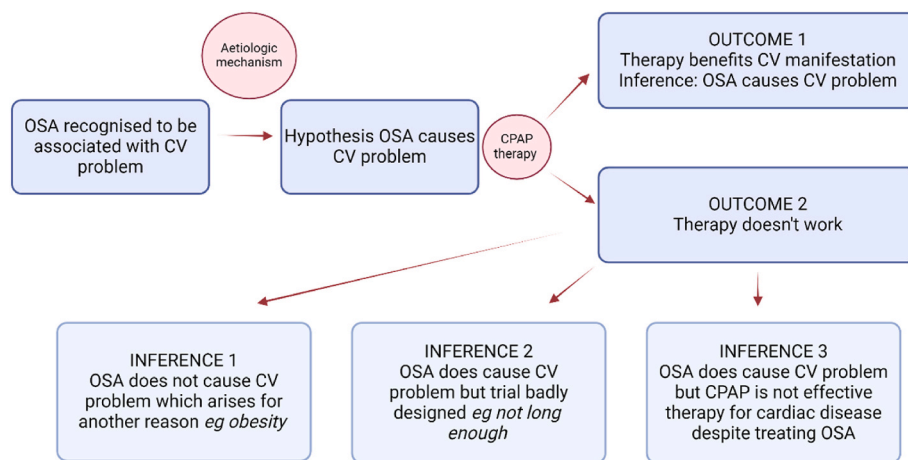 Aetiologic
mechanism
OSA recognised to be
associated with CV
problem
Hypothesis OSA causes
CV problem
CPAP
therapy
OUTCOME 1
Therapy benefits CV manifestation
Inference: OSA causes CV problem
OUTCOME 2
Therapy doesn't work
INFERENCE 1
OSA does not cause CV
problem which arises for
another reason eg obesity
INFERENCE 2
OSA does cause CV
problem but trial badly
designed eg not long
enough
INFERENCE 3
OSA does cause CV problem
but CPAP is not effective
therapy for cardiac disease
despite treating OSA